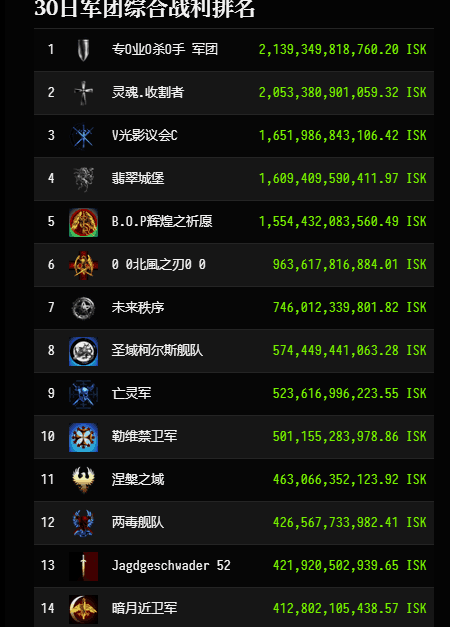 30日军团综合战利排名
1 专O业O杀O手 军团 2,139,349,818,760.20 ISK
2 灵魂.收割者 2,053,380,901,059.32 ISK
3 V光影议会C 1,651,986,843,106.42 ISK
4 翡翠城堡 1,609,409,590,411.97 ISK
5 B.O.P辉煌之祈愿 1,554,432,083,560.49 ISK
6 0 0北風之刃0 0 963,617,816,884.01 ISK
7 未来秩序 746,012,339,801.82 ISK
8 圣域柯尔斯舰队 574,449,441,063.28 ISK
9 亡灵军 523,616,996,223.55 ISK
10 勒维禁卫军 501,155,283,978.86 ISK
11 涅槃之域 463,066,352,123.92 ISK
12 两毒舰队 426,567,733,982.41 ISK
13 Jagdgeschwader 52 421,920,502,939.65 ISK
14 暗月近卫军 412,802,105,438.57 ISK